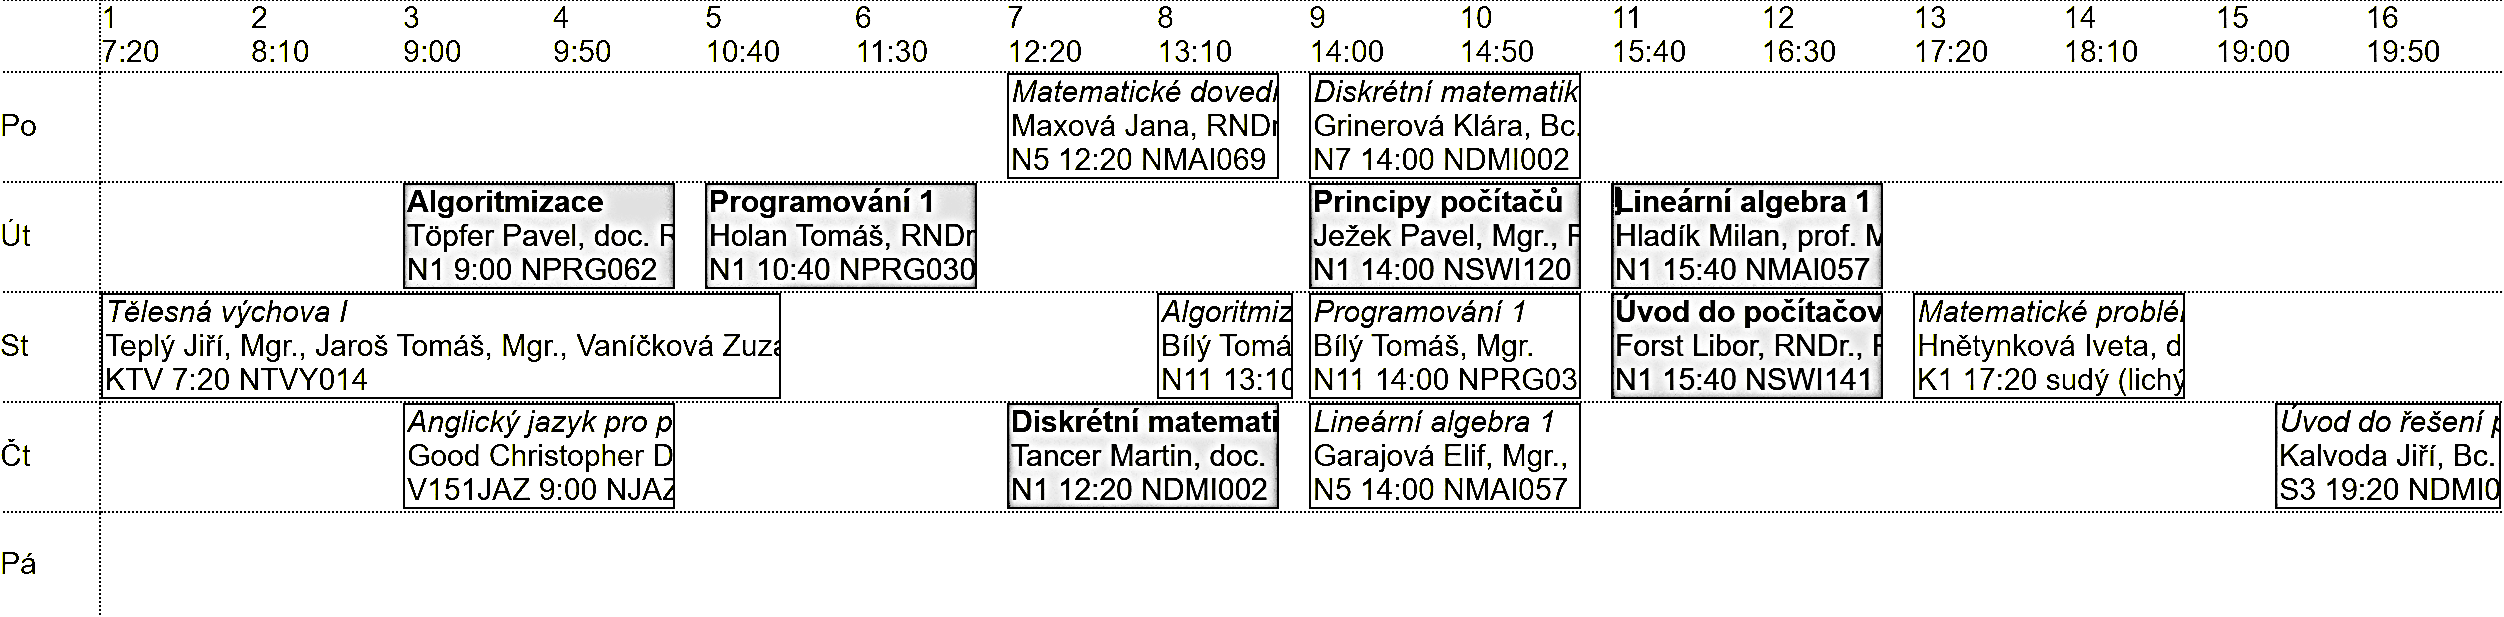 1 2 3 4 5 6 7 8 9 10 11 12 13 14 15 16
7:20 8:10 9:00 9:50 10:40 11:30 12:20 13:10 14:00 14:50 15:40 16:30 17:20 18:10 19:00 19:50
Po
Matematické doved
Maxová Jana, RNDr
N5 12:20 NMAI069
Diskrétní matematik
Grinerová Klára, Bc.
N7 14:00 NDMI002
Út
Algoritmizace
Töpfer Pavel, doc. R
N1 9:00 NPRG062
Programování 1
Holan Tomáš, RNDr
N1 10:40 NPRG030
Principy počítačů
Ježek Pavel, Mgr., P
N1 14:00 NSWI120
Lineární algebra 1
Hladík Milan, prof. M
N1 15:40 NMAI057
St
Tělesná výchova I
Teplý Jiří, Mgr., Jaroš Tomáš, Mgr., Vaníčková Zuza
KTV 7:20 NTVY014
Algoritmiz
Bílý Tomá
N11 13:10
Programování 1
Bílý Tomáš, Mgr.
N11 14:00 NPRG03
Úvod do počítačov
Forst Libor, RNDr., P
N1 15:40 NSWI141
Matematické problé
Hnětynková Iveta, d
K1 17:20 sudý (lichý
Čt
Anglický jazyk pro p
Good Christopher D
V151JAZ 9:00 NJAZ
Diskrétní matemati
Tancer Martin, doc.
N1 12:20 NDMI002
Lineární algebra 1
Garajová Elif, Mgr.,
N5 14:00 NMAI057
Úvod do řešení p
Kalvoda Jiří, Bc.
S3 19:20 NDMI0
Pá